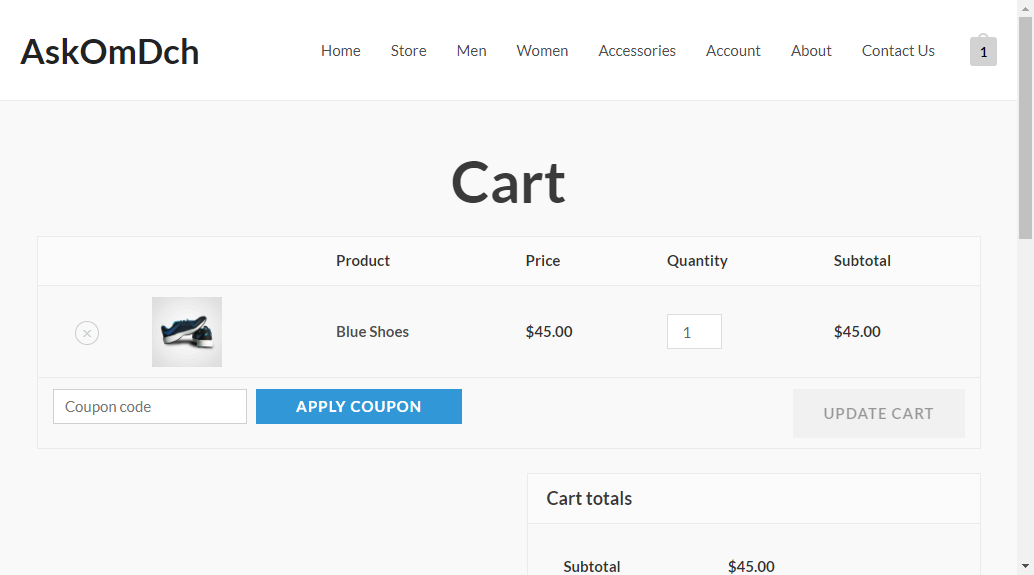 AskOmDch
Home Store Men Women Accessories Account About Contact Us 1
Cart
Product Price Quantity Subtotal
× Blue Shoes $45.00 1 $45.00
Coupon code APPLY COUPON UPDATE CART
Cart totals
Subtotal $45.00